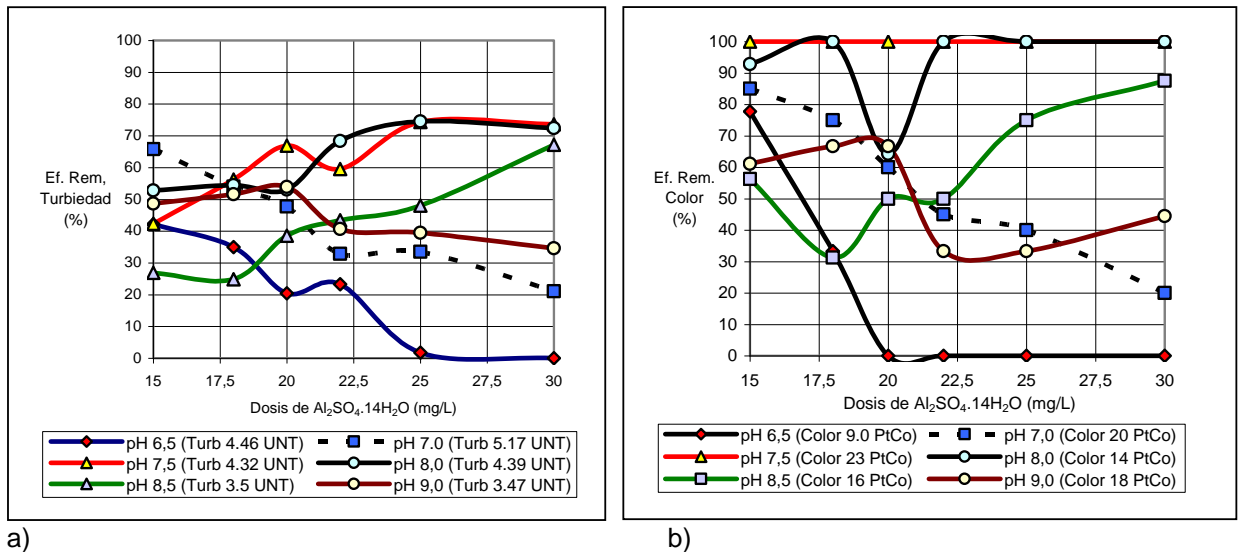 100
90
80
70
60
50
40
30
20
10
0
Ef. Rem,
Turbiedad
(%)
15 17,5 20 22,5 25 27,5 30
Dosis de Al₂SO₄.14H₂O (mg/L)
pH 6,5 (Turb 4.46 UNT) pH 7.0 (Turb 5.17 UNT)
pH 7,5 (Turb 4.32 UNT) pH 8,0 (Turb 4.39 UNT)
pH 8,5 (Turb 3.5 UNT) pH 9,0 (Turb 3.47 UNT)
a)
100
90
80
70
60
50
40
30
20
10
0
Ef. Rem.
Color
(%)
15 17,5 20 22,5 25 27,5 30
Dosis de Al₂SO₄.14H₂O (mg/L)
pH 6,5 (Color 9.0 PtCo) pH 7,0 (Color 20 PtCo)
pH 7,5 (Color 23 PtCo) pH 8,0 (Color 14 PtCo)
pH 8,5 (Color 16 PtCo) pH 9,0 (Color 18 PtCo)
b)